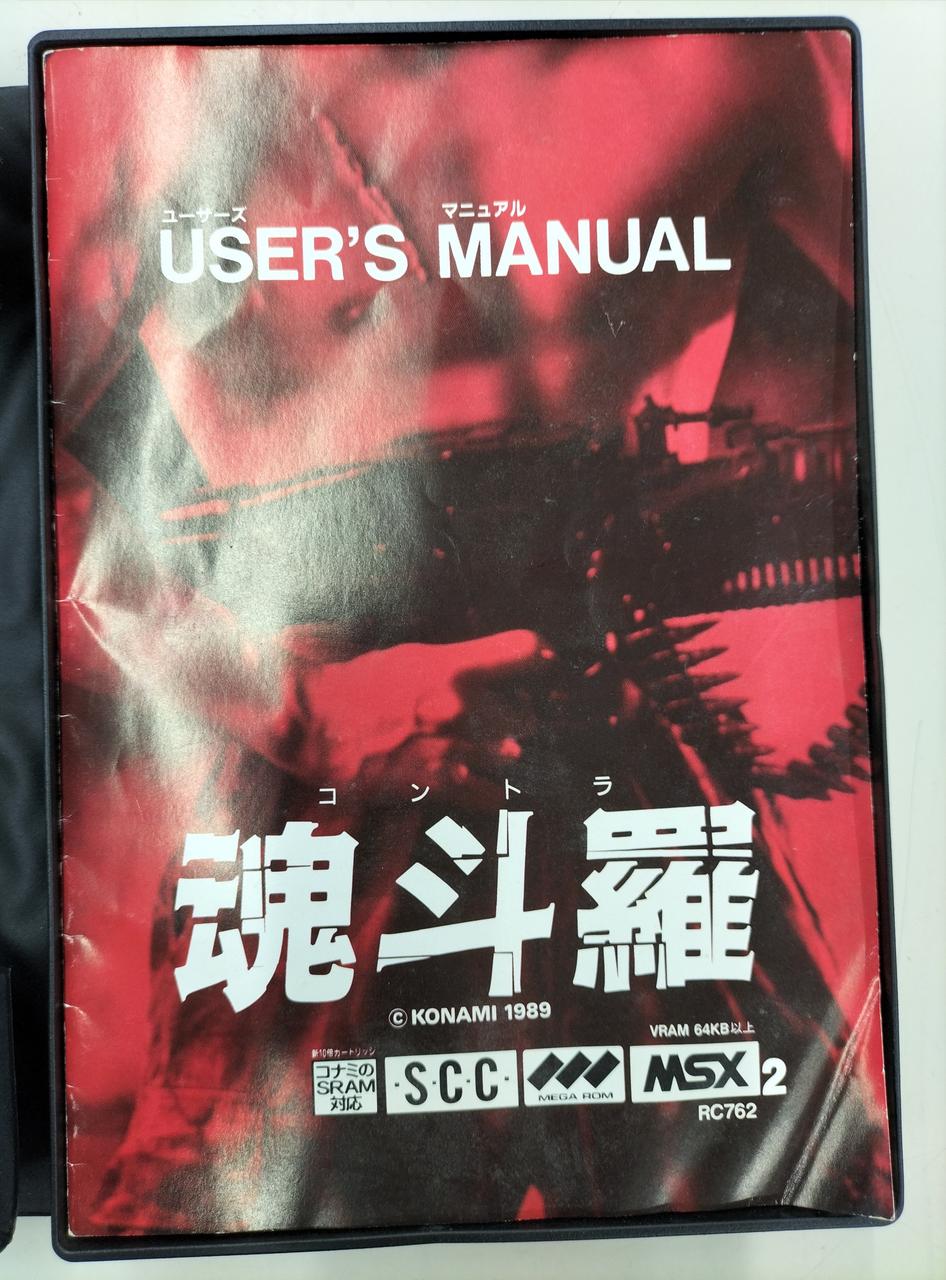 ユーザーズ マニュアル
USER'S MANUAL
コントラ
魂斗羅
©KONAMI 1989
VRAM 64KB以上
新10倍カートリッジ
コナミの
SRAM
対応
·S·C·C·
MEGA ROM
MSX2
RC762